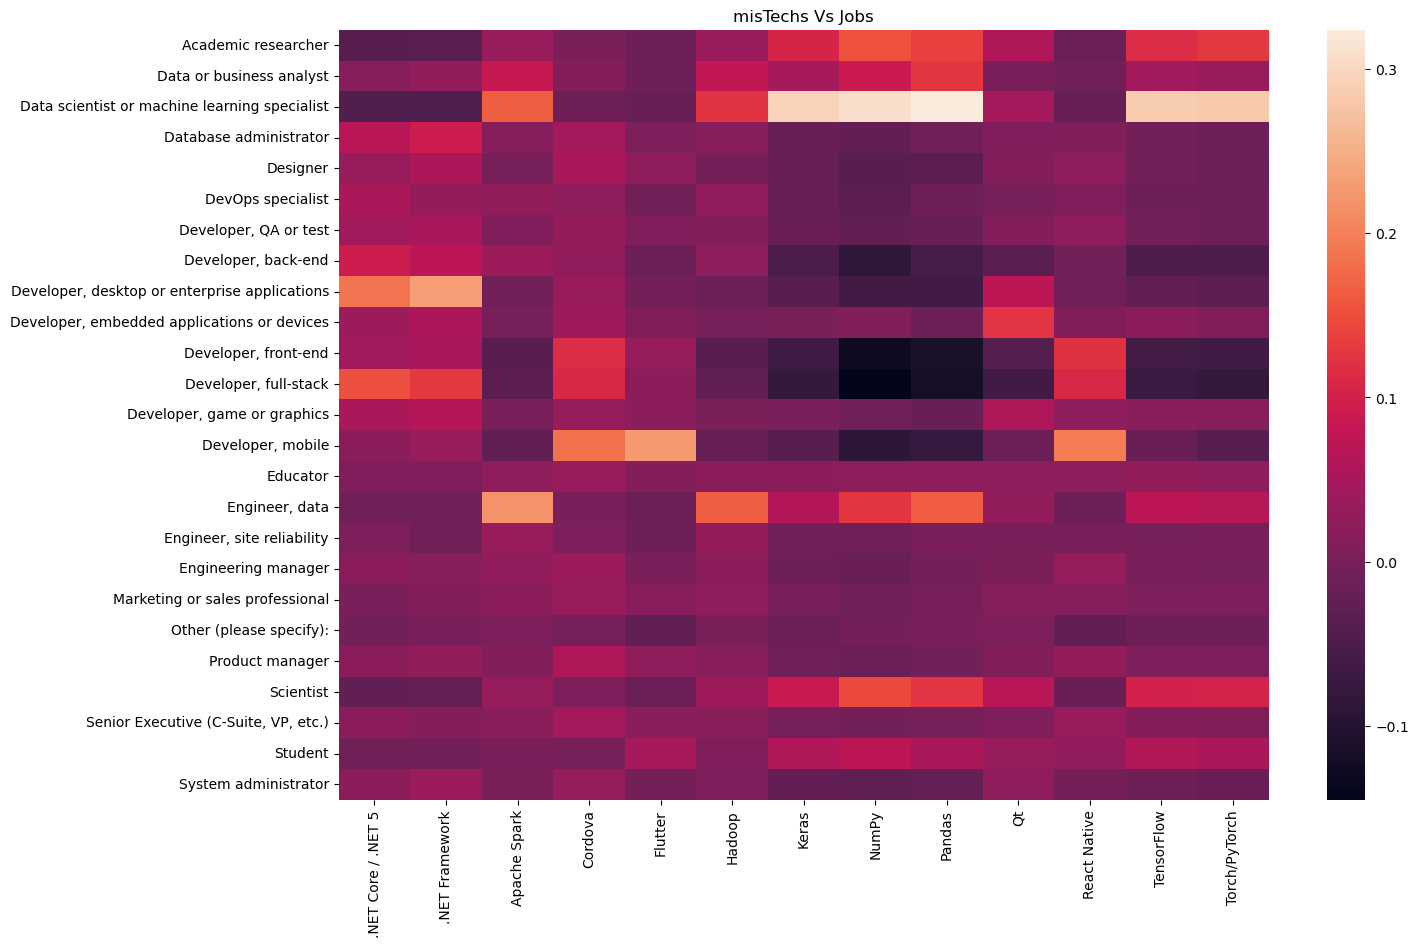 misTechs Vs Jobs
Academic researcher
Data or business analyst
Data scientist or machine learning specialist
Database administrator
Designer
DevOps specialist
Developer, QA or test
Developer, back-end
Developer, desktop or enterprise applications
Developer, embedded applications or devices
Developer, front-end
Developer, full-stack
Developer, game or graphics
Developer, mobile
Educator
Engineer, data
Engineer, site reliability
Engineering manager
Marketing or sales professional
Other (please specify):
Product manager
Scientist
Senior Executive (C-Suite, VP, etc.)
Student
System administrator
.NET Core / .NET 5
.NET Framework
Apache Spark
Cordova
Flutter
Hadoop
Keras
NumPy
Pandas
Qt
React Native
TensorFlow
Torch/PyTorch
0.3
0.2
0.1
0.0
−0.1